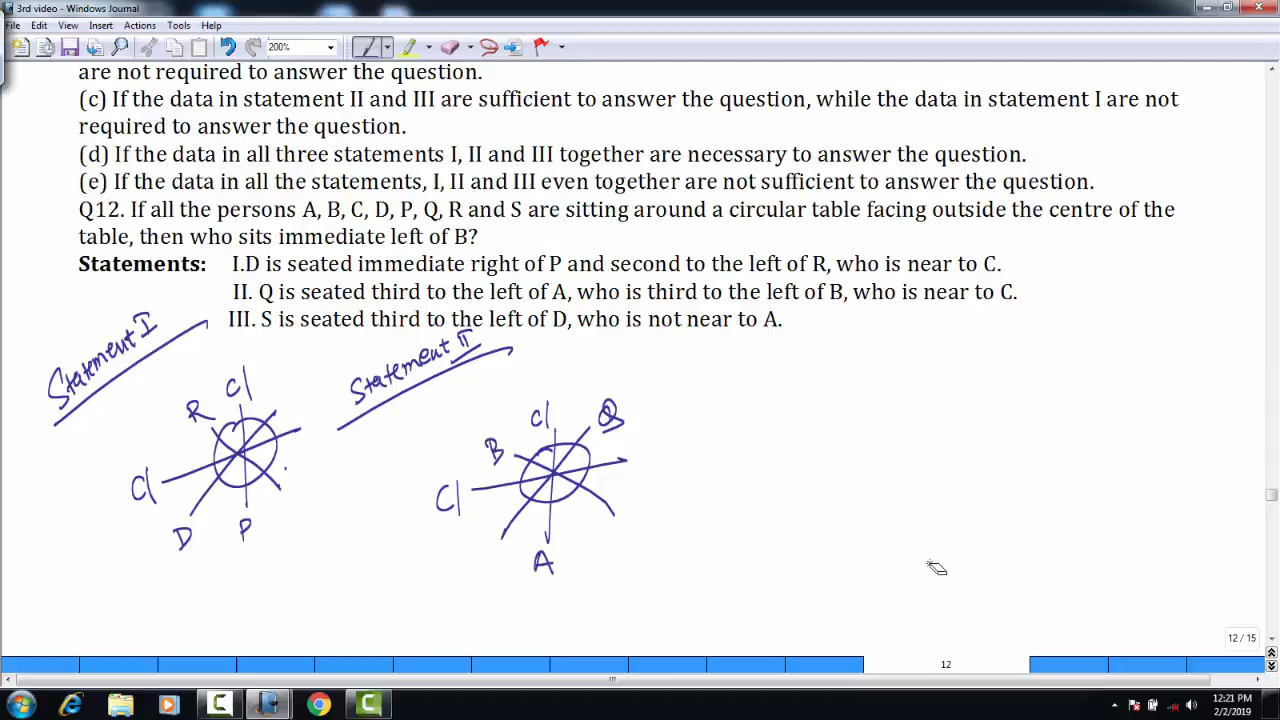 3rd video - Windows Journal
File Edit View Insert Actions Tools Help
200%
are not required to answer the question.
(c) If the data in statement II and III are sufficient to answer the question, while the data in statement I are not
required to answer the question.
(d) If the data in all three statements I, II and III together are necessary to answer the question.
(e) If the data in all the statements, I, II and III even together are not sufficient to answer the question.
Q12. If all the persons A, B, C, D, P, Q, R and S are sitting around a circular table facing outside the centre of the
table, then who sits immediate left of B?
Statements: I.D is seated immediate right of P and second to the left of R, who is near to C.
II. Q is seated third to the left of A, who is third to the left of B, who is near to C.
III. S is seated third to the left of D, who is not near to A.
Statement I
Statement II
C/
R
C/
D
P
C/
Q
B
C/
A
12 / 15
12
12:21 PM
2/2/2019